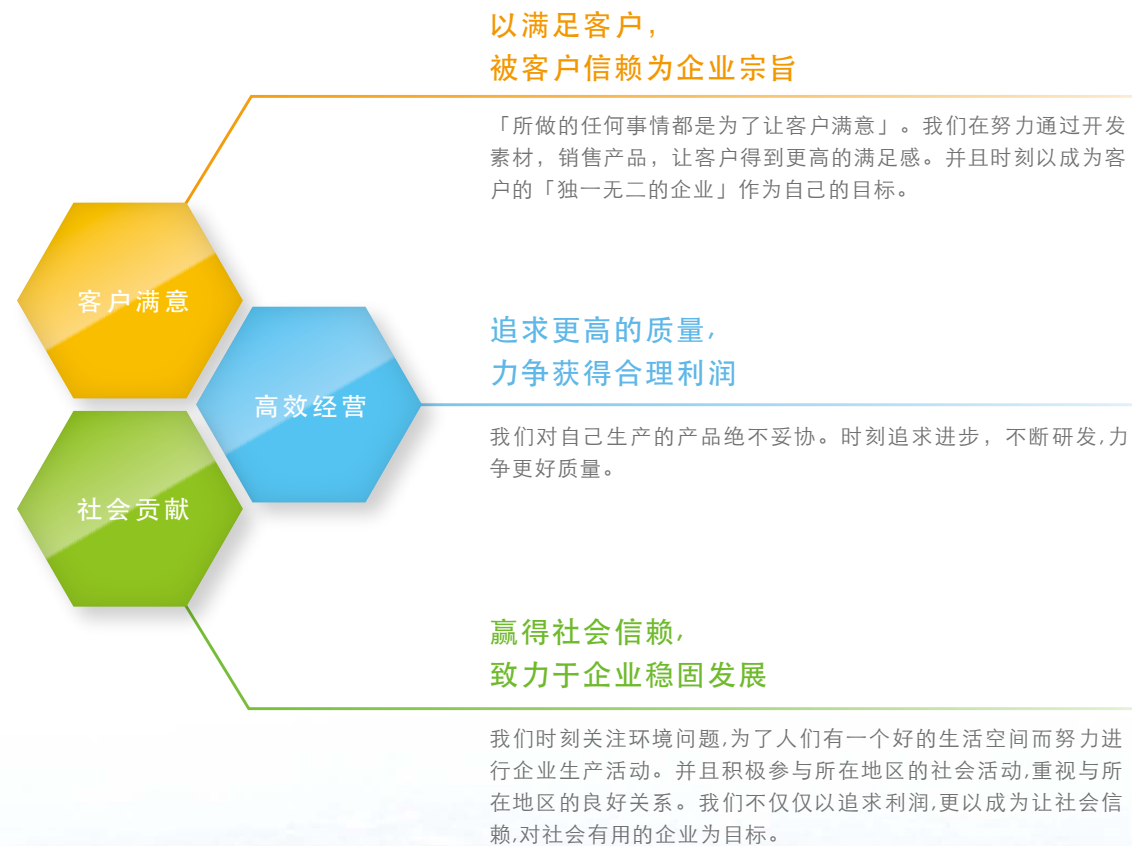 以满足客户，
被客户信赖为企业宗旨
「所做的任何事情都是为了让客户满意」。我们在努力通过开发
素材，销售产品，让客户得到更高的满足感。并且时刻以成为客
户的「独一无二的企业」作为自己的目标。
客户满意
追求更高的质量,
力争获得合理利润
高效经营
我们对自己生产的产品绝不妥协。时刻追求进步，不断研发,力
争更好质量。
社会贡献
赢得社会信赖,
致力于企业稳固发展
我们时刻关注环境问题,为了人们有一个好的生活空间而努力进
行企业生产活动。并且积极参与所在地区的社会活动,重视与所
在地区的良好关系。我们不仅仅以追求利润,更以成为让社会信
赖,对社会有用的企业为目标。